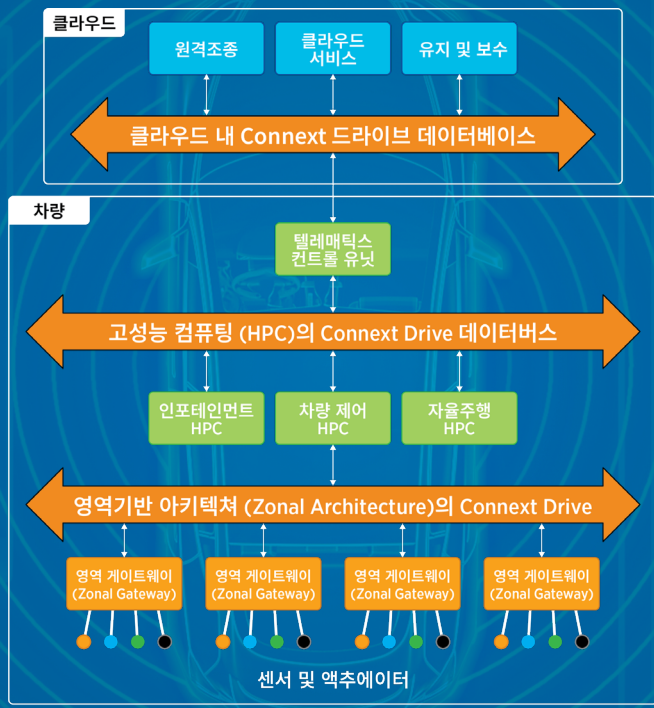 클라우드
원격조종
클라우드
서비스
유지 및 보수
클라우드 내 Connext 드라이브 데이터베이스
차량
텔레매틱스
컨트롤 유닛
고성능 컴퓨팅 (HPC)의 Connext Drive 데이터버스
인포테인먼트
HPC
차량 제어
HPC
자율주행
HPC
영역기반 아키텍쳐 (Zonal Architecture)의 Connext Drive
영역 게이트웨이
(Zonal Gateway)
영역 게이트웨이
(Zonal Gateway)
영역 게이트웨이
(Zonal Gateway)
영역 게이트웨이
(Zonal Gateway)
센서 및 액추에이터